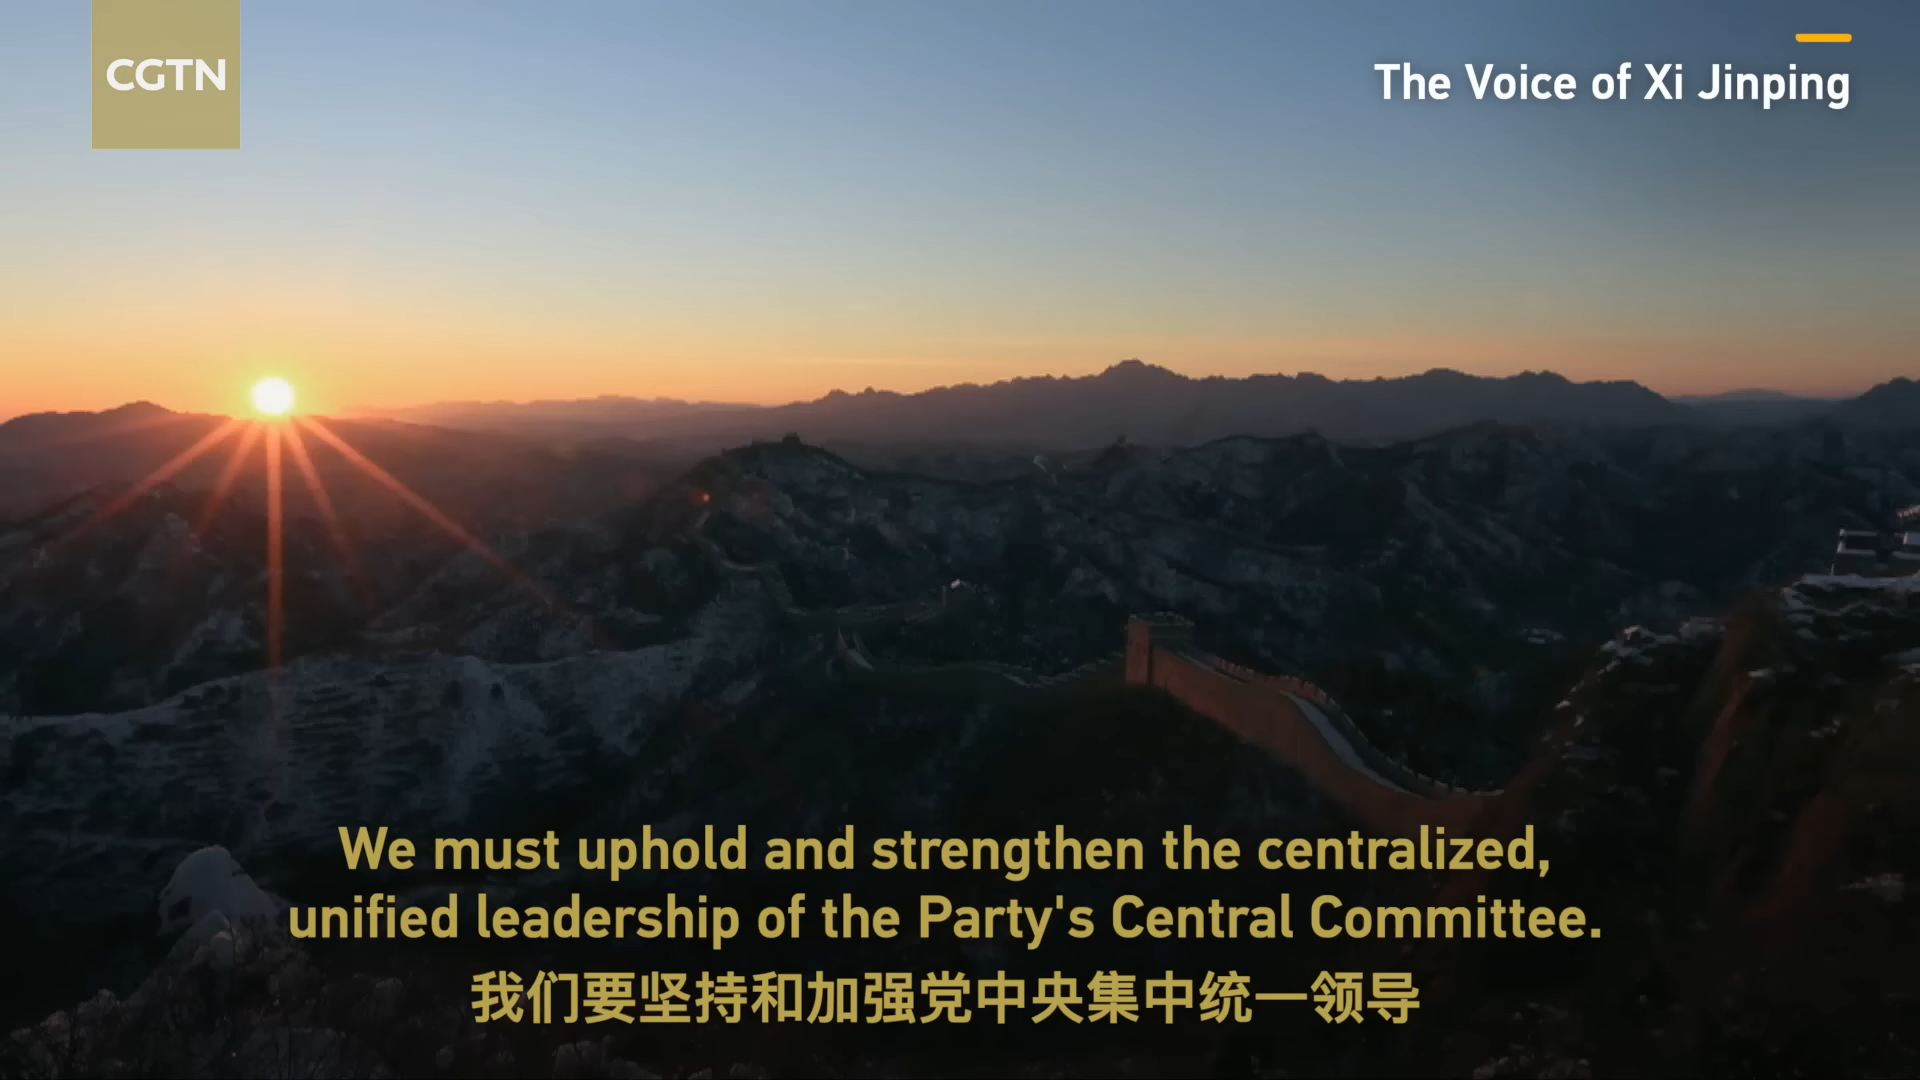 CGTN
The Voice of Xi Jinping
We must uphold and strengthen the centralized,
unified leadership of the Party's Central Committee.
我们要坚持和加强党中央集中统一领导